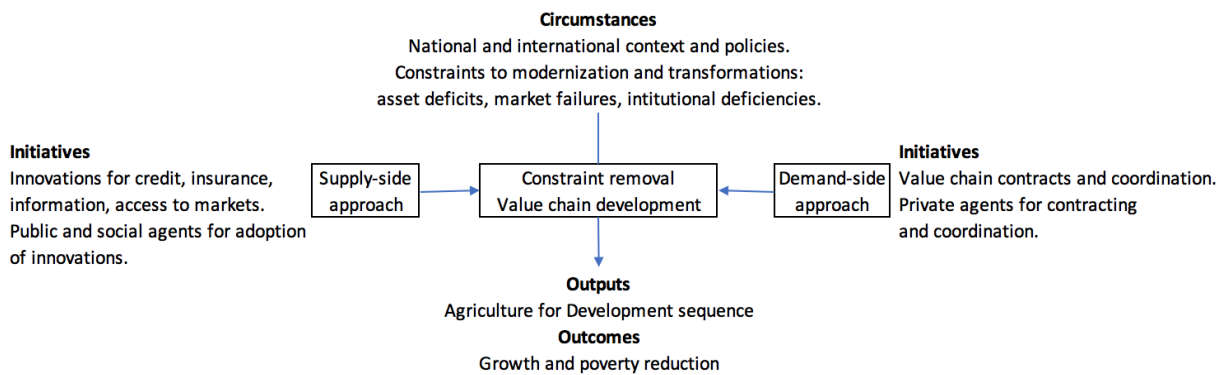 Circumstances
National and international context and policies.
Constraints to modernization and transformations:
asset deficits, market failures, intitutional deficiencies.
Initiatives
Innovations for credit, insurance,
information, access to markets.
Public and social agents for adoption
of innovations.
Supply-side
approach
Constraint removal
Value chain development
Demand-side
approach
Initiatives
Value chain contracts and coordination.
Private agents for contracting
and coordination.
Outputs
Agriculture for Development sequence
Outcomes
Growth and poverty reduction